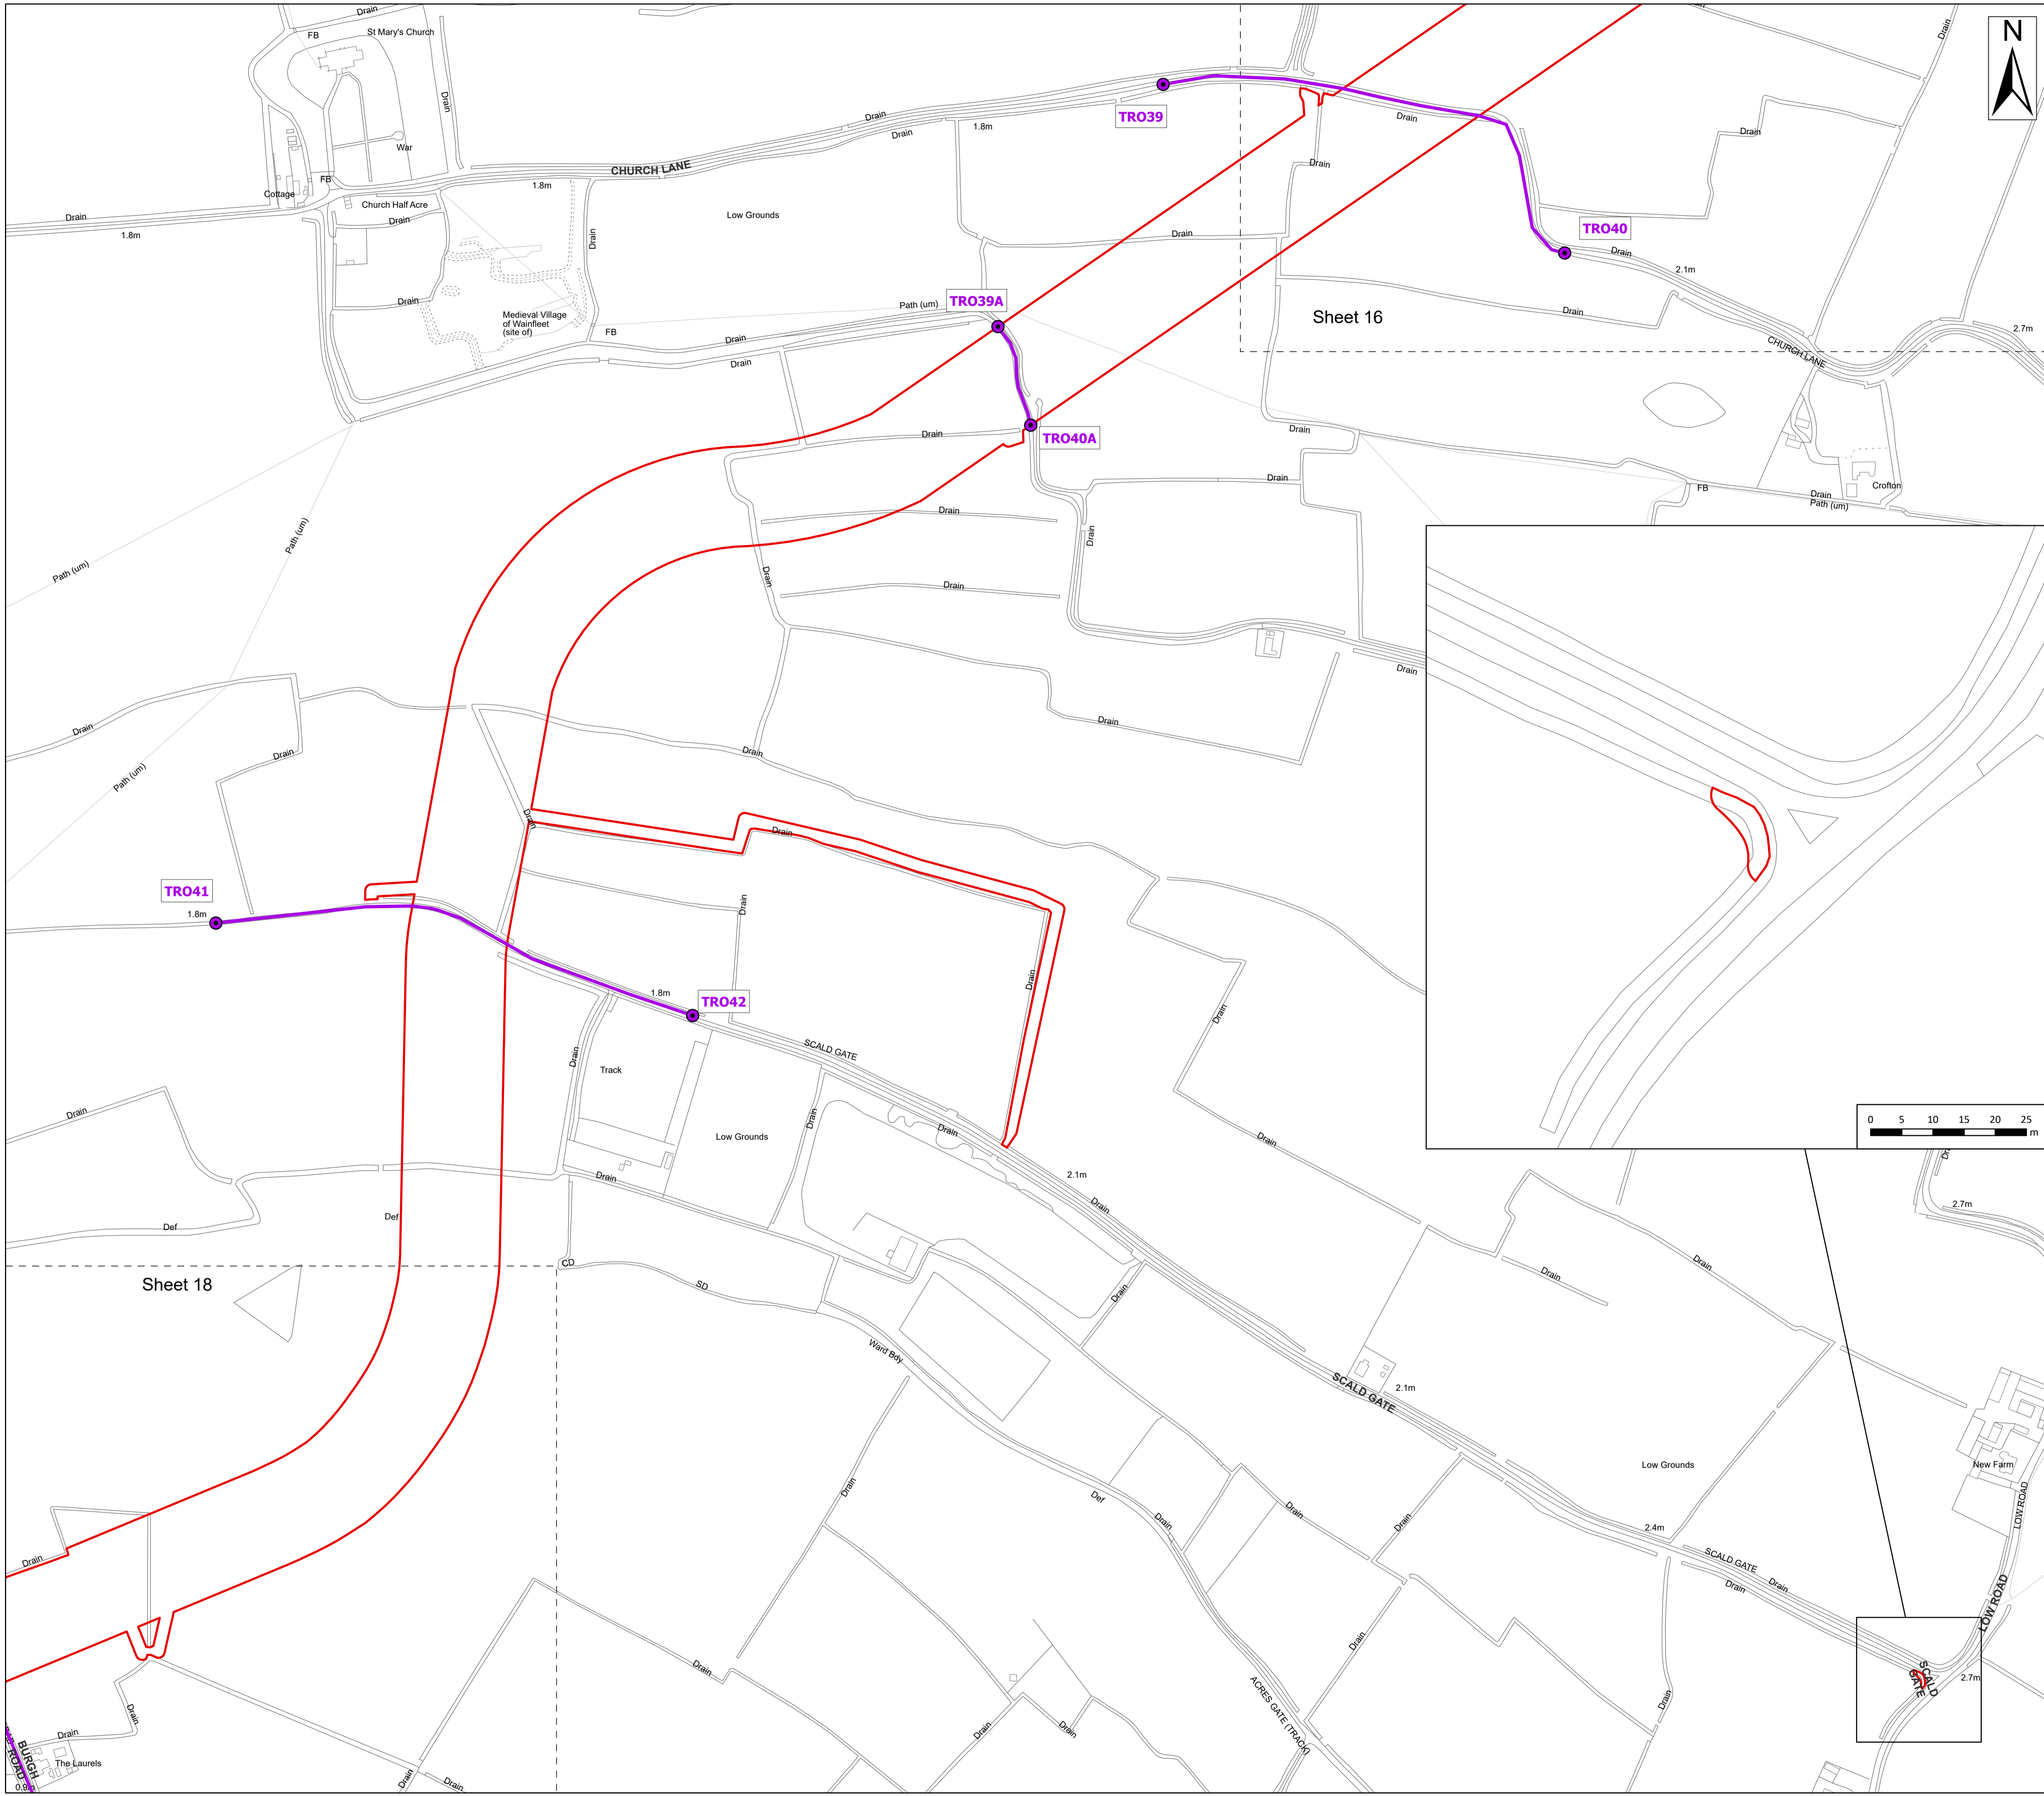 Drain
FB
St Mary's Church
Drain
Drain
N
Drain
Drain
1.8m
TRO39
Drain
Drain
War
CHURCH LANE
Drain
FB
Cottage
1.8m
Church Half Acre
Drain
Drain
1.8m
Low Grounds
Drain
Drain
TRO40
Drain
2.1m
Drain
Medieval Village
of Wainfleet
(site of)
FB
Path (um)
TRO39A
Sheet 16
Drain
2.7m
CHURCH LANE
Drain
Drain
Drain
TRO40A
Drain
Drain
Crofton
FB
Drain
Path (um)
Path (um)
Path (um)
Drain
Drain
Drain
Drain
Drain
Drain
Drain
Drain
Drain
Path (um)
Drain
Drain
Drain
TRO41
1.8m
Drain
1.8m
TRO42
Drain
Drain
SCALD GATE
Drain
Track
Drain
Drain
Low Grounds
Drain
Drain
Drain
0 5 10 15 20 25
m
2.1m
Drain
Drain
Def
Def
2.7m
Sheet 18
CD
SD
Drain
Drain
Drain
Ward Bdy
SCALD GATE
2.1m
Low Grounds
New Farm
LOW ROAD
Drain
Def
Drain
Drain
Drain
2.4m
SCALD GATE
Drain
Drain
Drain
LOW ROAD
Drain
Drain
SCALD
GATE
2.7m
Drain
Drain
Drain
Drain
Drain
ACRES GATE (TRACK)
BURGH
ROAD
The Laurels
Drain
Drain